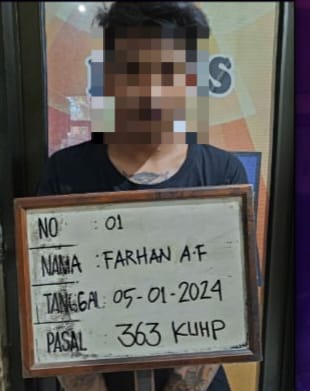 NO : 01
NAMA : FARHAN A.F
TANGGAL 05-01-2024
PASAL 363 KUHP